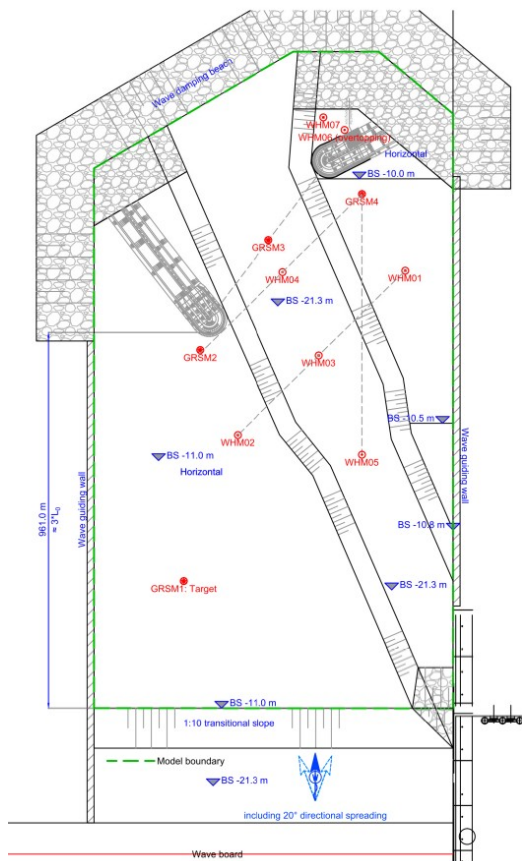 Wave damping beach
WHM07
WHM06 (overtopping)
Horizontal
BS -10.0 m
GRSM4
GRSM3
WHM04
WHM01
BS -21.3 m
GRSM2
WHM03
BS -10.5 m
WHM02
WHM05
BS -11.0 m
Horizontal
Wave guiding wall
Wave guiding wall
961.0 m
≈ 3*L₀
BS -10.8 m
GRSM1: Target
BS -21.3 m
BS -11.0 m
1:10 transitional slope
Model boundary
BS -21.3 m
including 20° directional spreading
Wave board